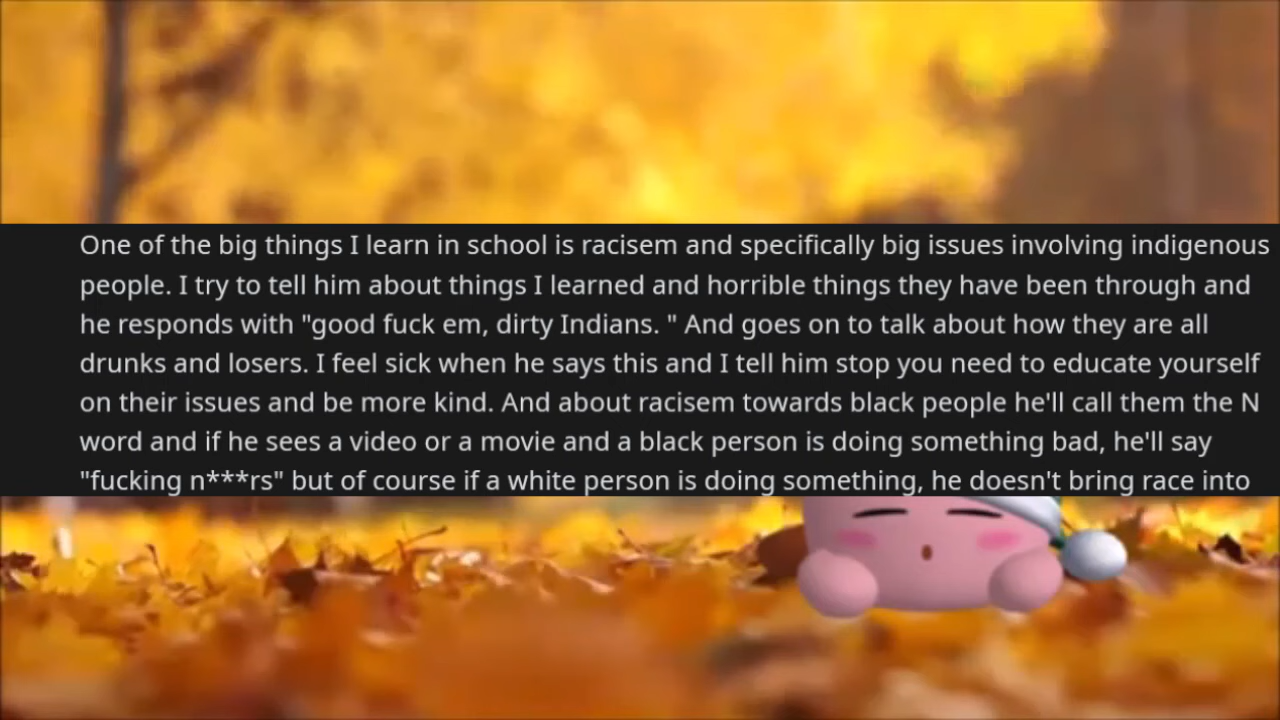 One of the big things I learn in school is racisem and specifically big issues involving indigenous
people. I try to tell him about things I learned and horrible things they have been through and
he responds with "good fuck em, dirty Indians. " And goes on to talk about how they are all
drunks and losers. I feel sick when he says this and I tell him stop you need to educate yourself
on their issues and be more kind. And about racisem towards black people he'll call them the N
word and if he sees a video or a movie and a black person is doing something bad, he'll say
"fucking n***rs" but of course if a white person is doing something, he doesn't bring race into